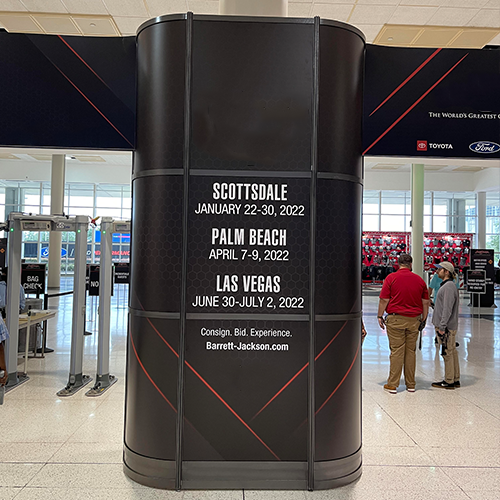 THE WORLD'S GREATEST
TOYOTA
Ford
SCOTTSDALE
JANUARY 22-30, 2022
PALM BEACH
APRIL 7-9, 2022
LAS VEGAS
JUNE 30-JULY 2, 2022
Consign. Bid. Experience.
Barrett-Jackson.com
BAG
CHECK
NO